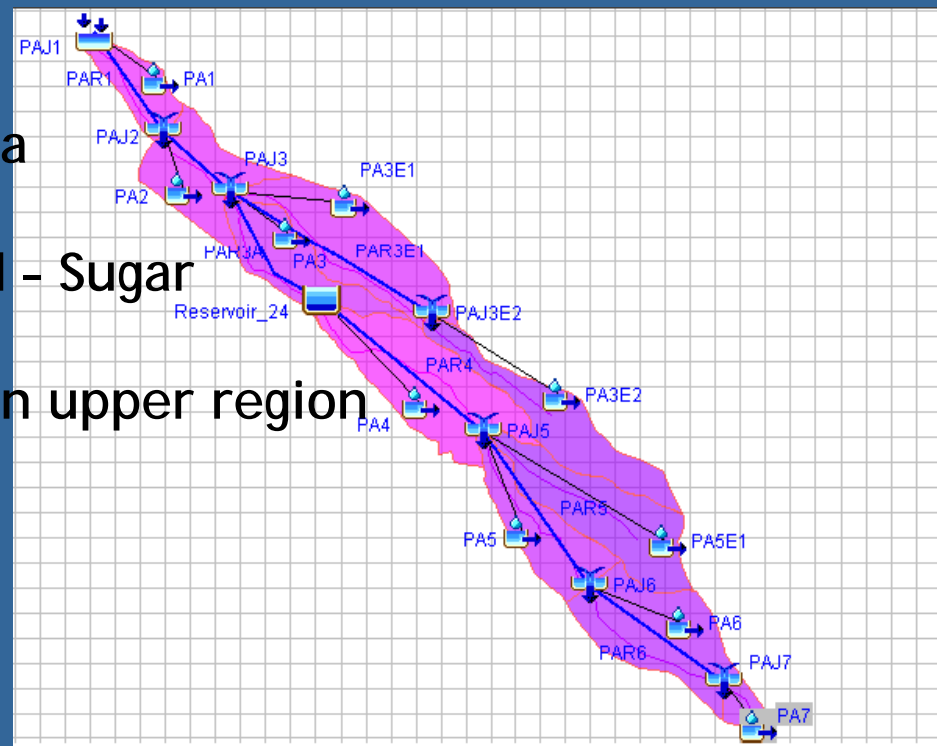 PAJ1
PAR1
PA1
PAJ2
a
PAJ3
PA3E1
PA2
PAR3A
PA3
PAR3E1
l - Sugar
Reservoir_24
PAJ3E2
PAR4
PA3E2
n upper region
PA4
PAJ5
PAR5
PA5
PA5E1
PAJ6
PA6
PAR6
PAJ7
PA7